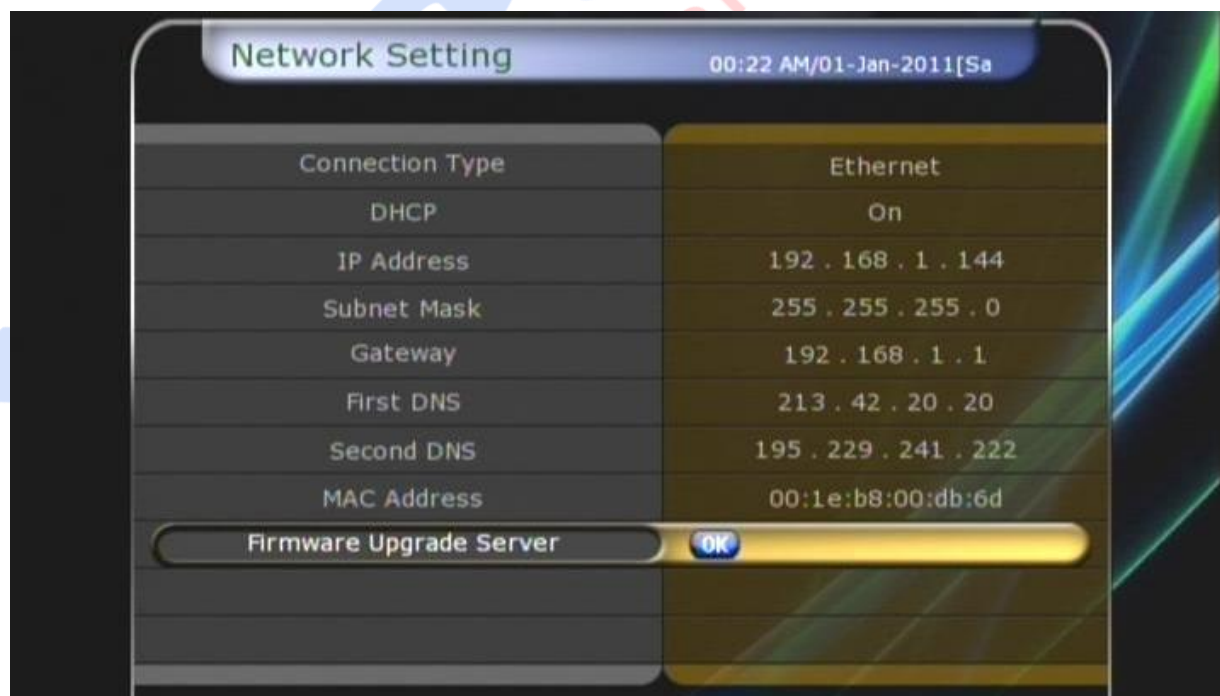 Network Setting
00:22 AM/01-Jan-2011[Sa
Connection Type Ethernet
DHCP On
IP Address 192 . 168 . 1 . 144
Subnet Mask 255 . 255 . 255 . 0
Gateway 192 . 168 . 1 . 1
First DNS 213 . 42 . 20 . 20
Second DNS 195 . 229 . 241 . 222
MAC Address 00:1e:b8:00:db:6d
Firmware Upgrade Server OK